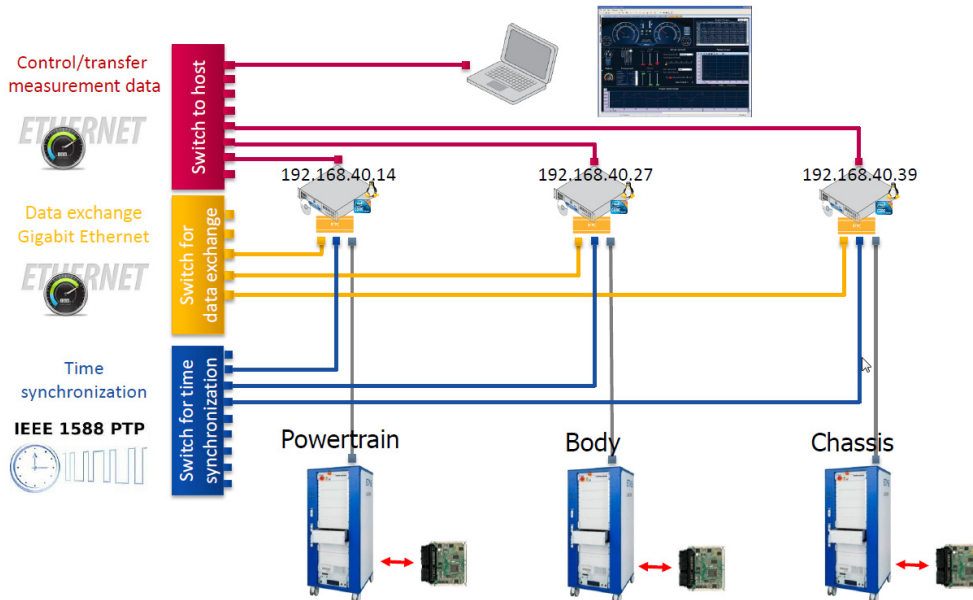 Control/transfer
measurement data
ETHERNET
Switch to host
192.168.40.14
192.168.40.27
192.168.40.39
Data exchange
Gigabit Ethernet
ETHERNET
Switch for
data exchange
Time
synchronization
IEEE 1588 PTP
Switch for time
synchronization
Powertrain
Body
Chassis